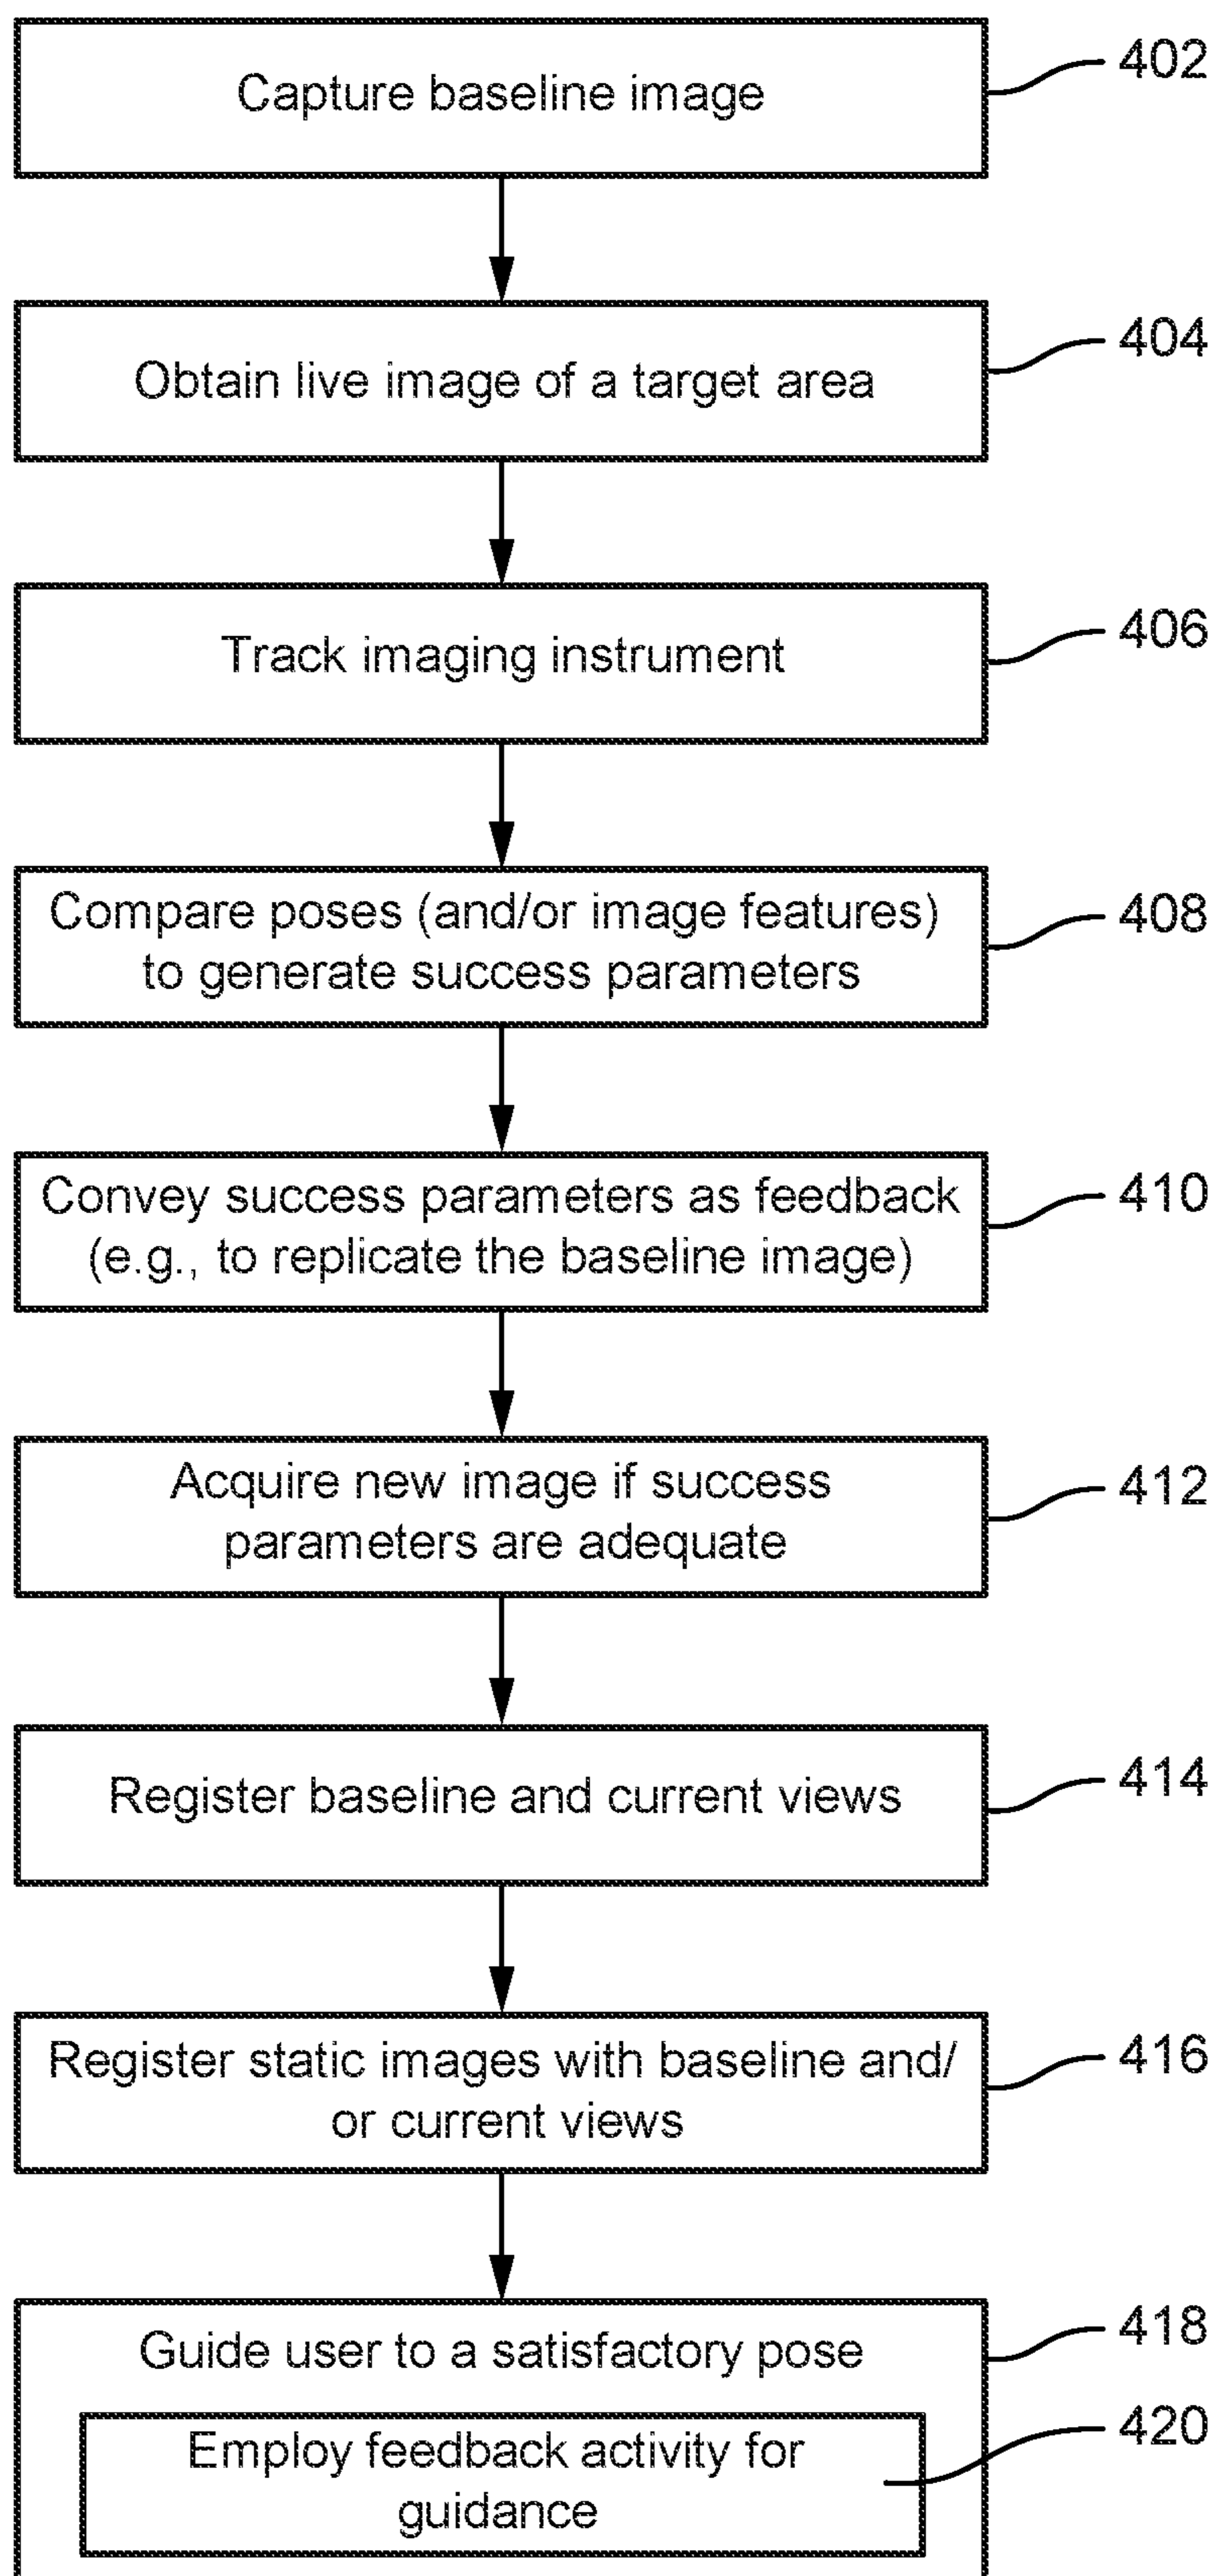 Capture baseline image
402
Obtain live image of a target area
404
Track imaging instrument
406
Compare poses (and/or image features)
to generate success parameters
408
Convey success parameters as feedback
(e.g., to replicate the baseline image)
410
Acquire new image if success
parameters are adequate
412
Register baseline and current views
414
Register static images with baseline and/
or current views
416
Guide user to a satisfactory pose
418
Employ feedback activity for
guidance
420